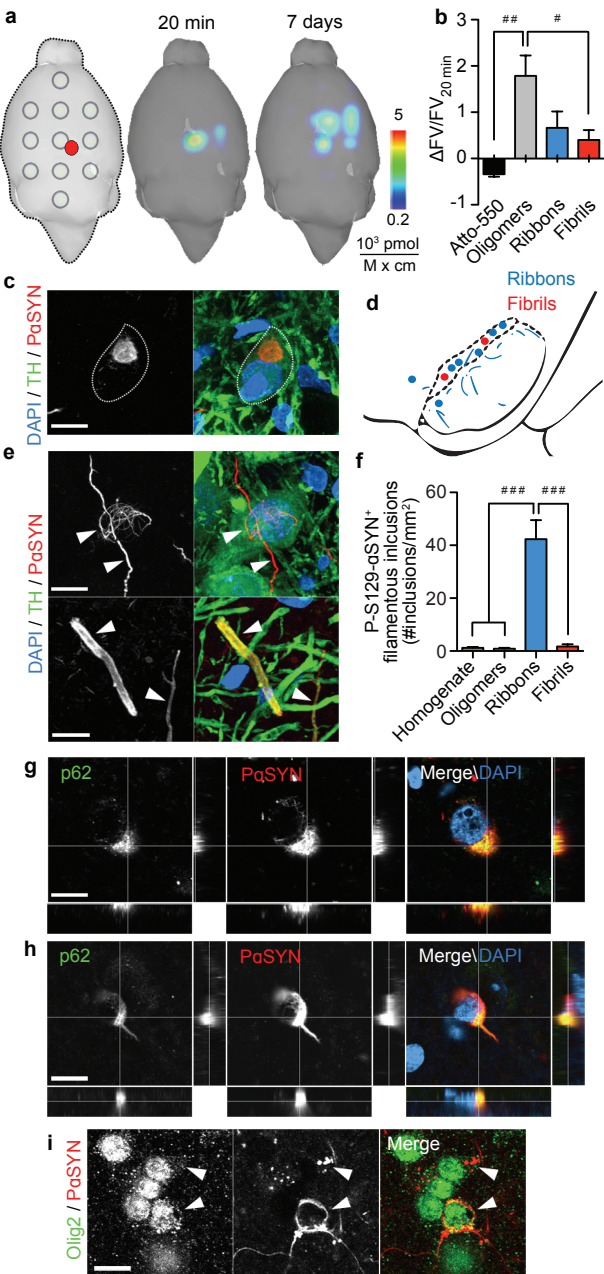 a
20 min
7 days
5
0.2
10³ pmol
M x cm
b
##
#
ΔFV/FV20 min
3
2
1
0
-1
Atto-550
Oligomers
Ribbons
Fibrils
c
DAPI / TH / PαSYN
d
Ribbons
Fibrils
e
DAPI / TH / PαSYN
f
###
###
P-S129-αSYN⁺
filamentous inlcusions
(#inclusions/mm²)
60
40
20
0
Homogenate
Oligomers
Ribbons
Fibrils
g
p62
PαSYN
Merge\DAPI
h
p62
PαSYN
Merge\DAPI
i
Olig2 / PαSYN
Merge